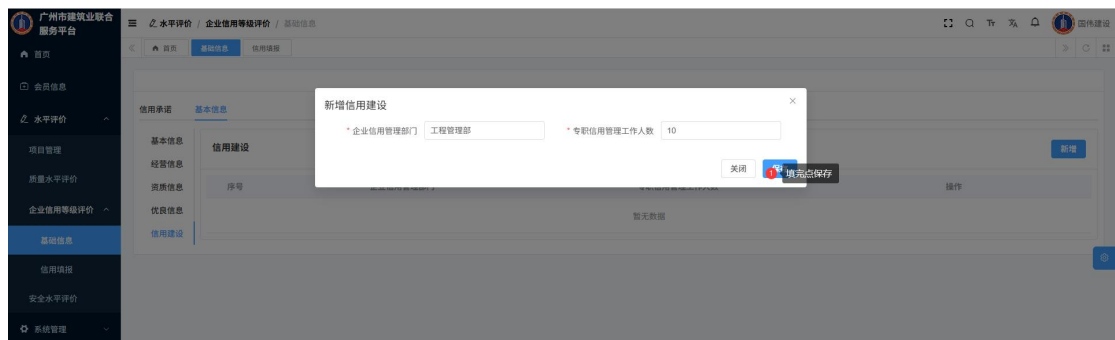 广州市建筑业联合
服务平台
水平评价 / 企业信用等级评价 / 基础信息
国伟建设
首页
首页 基础信息 信用填报
会员信息
水平评价
项目管理
质量水平评价
企业信用等级评价
基础信息
信用填报
安全水平评价
系统管理
信用承诺 基本信息
基本信息
经营信息
资质信息
优良信息
信用建设
信用建设
新增
序号
操作
暂无数据
新增信用建设
* 企业信用管理部门 工程管理部 * 专职信用管理工作人数 10
关闭
1 填完点保存